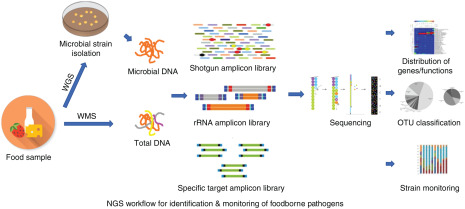 Microbial strain
isolation
WGS
Microbial DNA
Shotgun amplicon library
Distribution of
genes/functions
Food sample
WMS
Total DNA
rRNA amplicon library
Sequencing
OTU classification
Specific target amplicon library
Strain monitoring
NGS workflow for identification & monitoring of foodborne pathogens